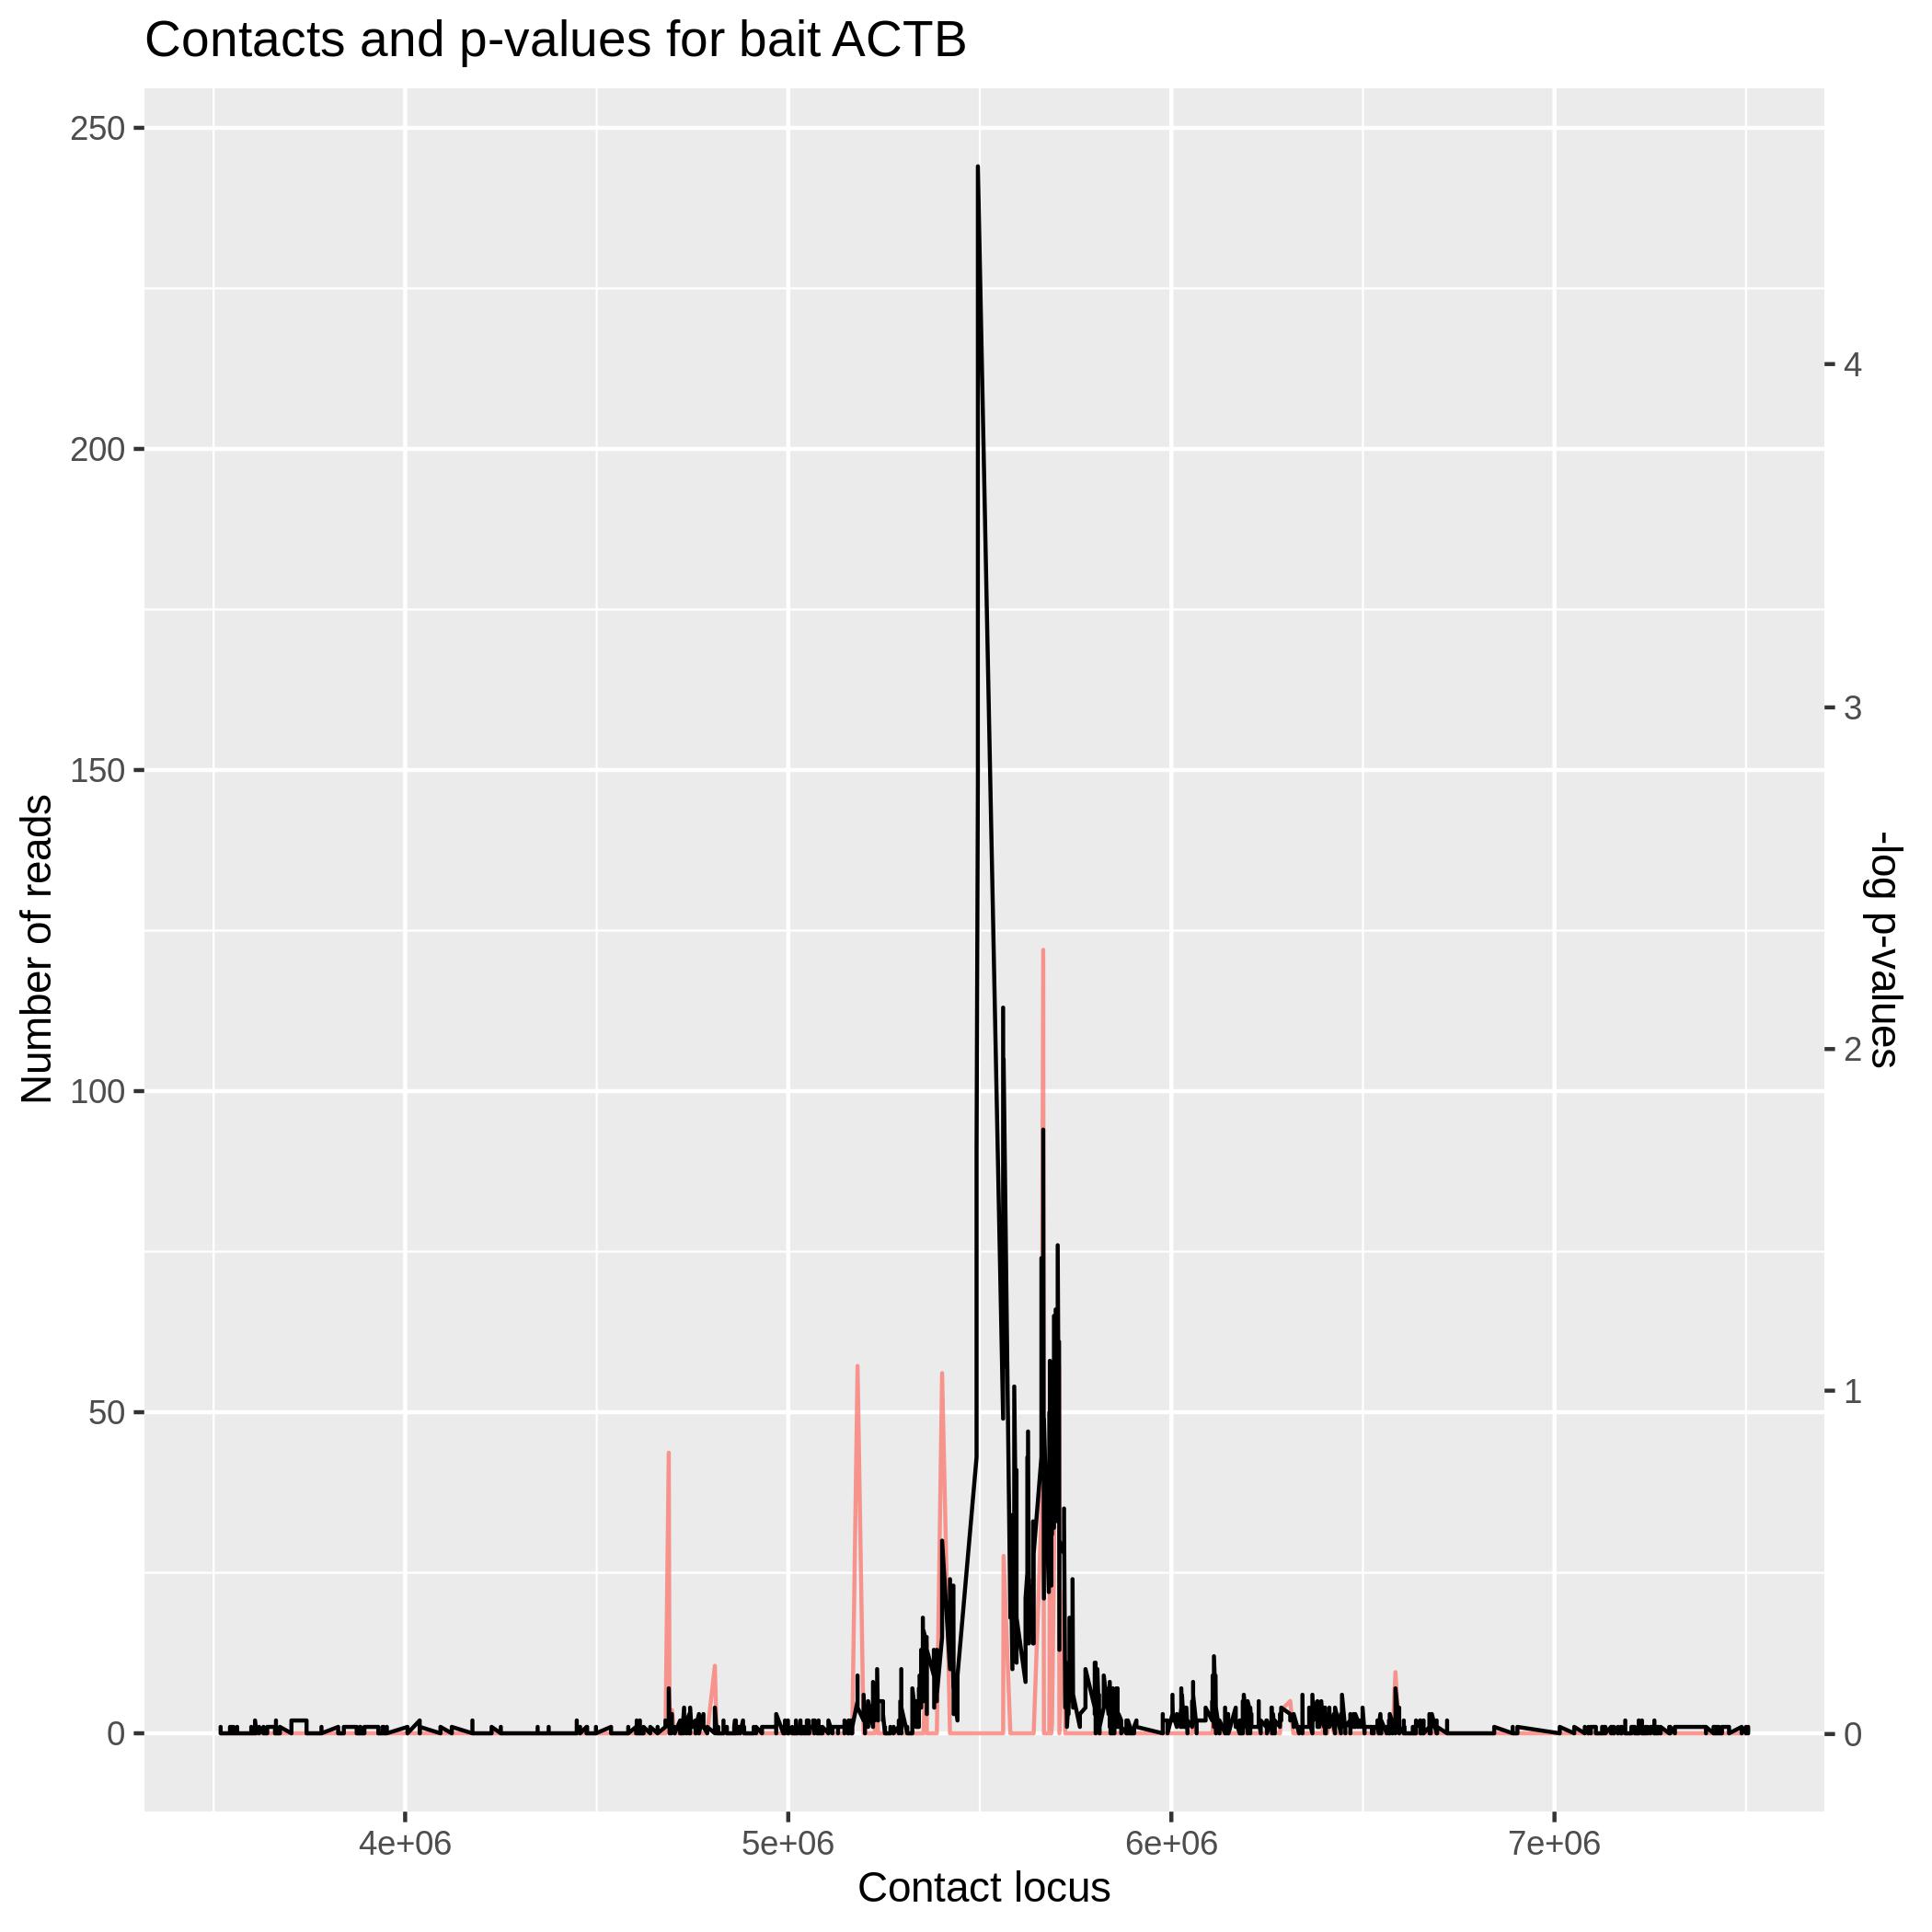 Contacts and p-values for bait ACTB
250
200
150
100
50
0
Number of reads
4
3
2
1
0
-log p-values
4e+06
5e+06
6e+06
7e+06
Contact locus